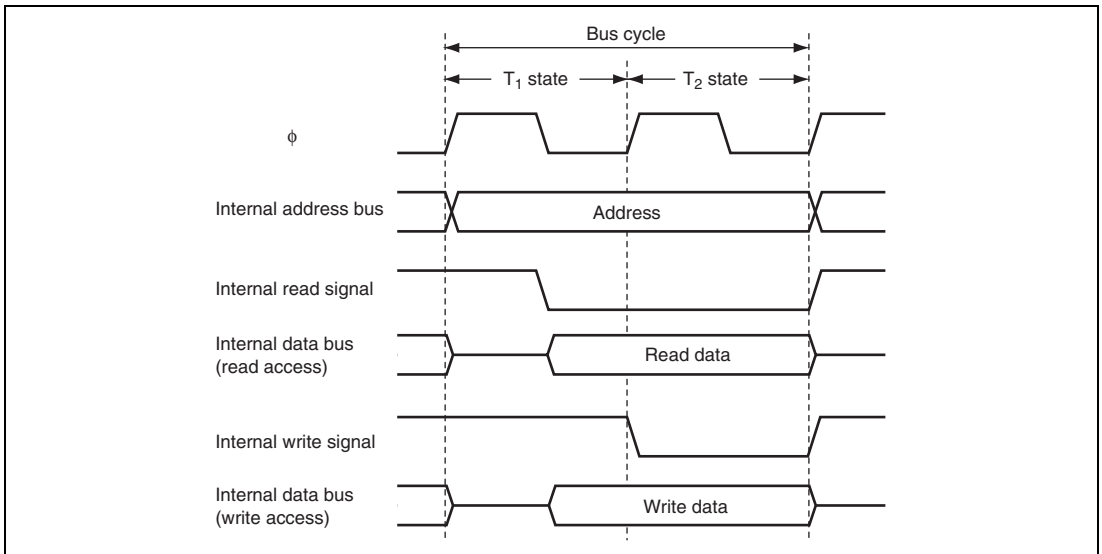 Bus cycle
T₁ state
T₂ state
ϕ
Internal address bus
Address
Internal read signal
Internal data bus
(read access)
Read data
Internal write signal
Internal data bus
(write access)
Write data